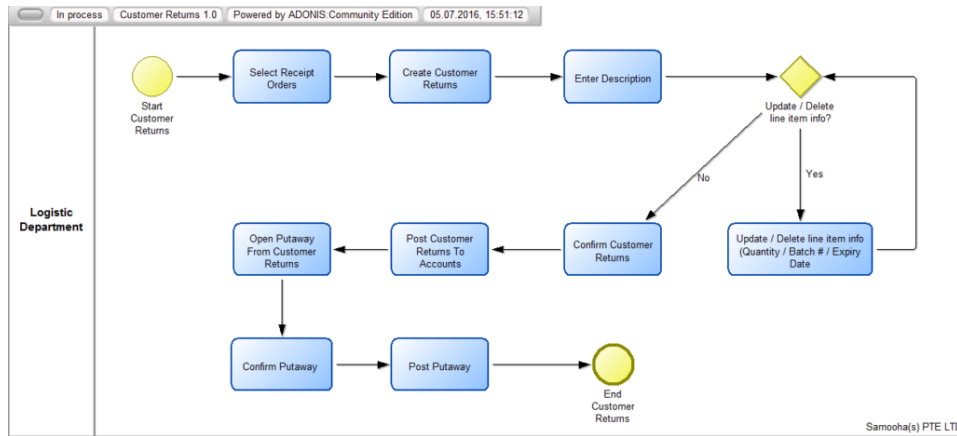 In process Customer Returns 1.0 Powered by ADONIS:Community Edition 05.07.2016, 15:51:12
Logistic
Department
Start
Customer
Returns
Select Receipt
Orders
Create Customer
Returns
Enter Description
Update / Delete
line item info?
No
Yes
Update / Delete line item info
(Quantity / Batch # / Expiry
Date
Confirm Customer
Returns
Post Customer
Returns To
Accounts
Open Putaway
From Customer
Returns
Confirm Putaway
Post Putaway
End
Customer
Returns
Samooha(s) PTE LT